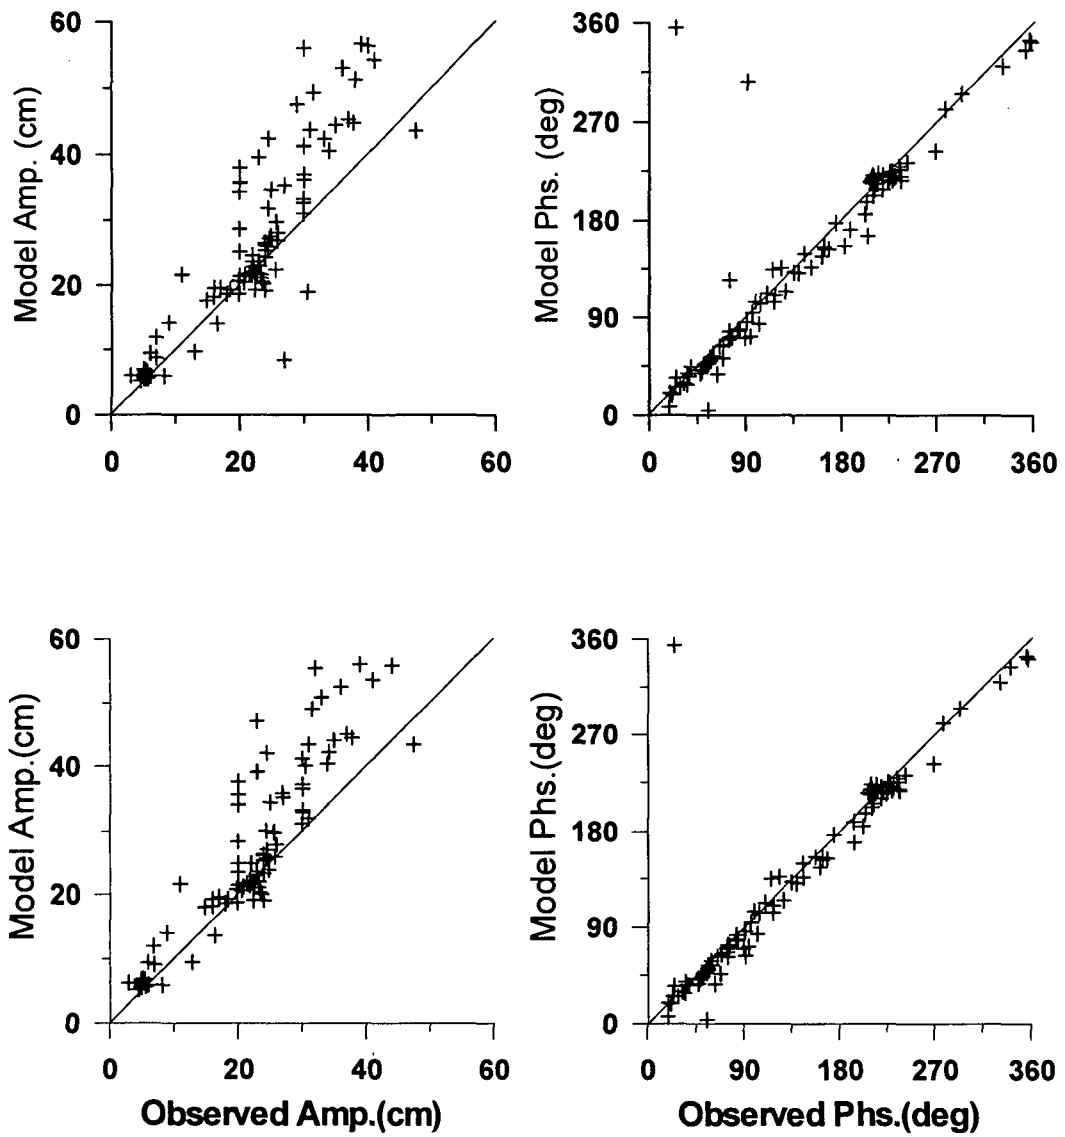 60
40
20
0
Model Amp. (cm)
0 20 40 60
360
270
180
90
0
Model Phs. (deg)
0 90 180 270 360
60
40
20
0
Model Amp.(cm)
0 20 40 60
Observed Amp.(cm)
360
270
180
90
0
Model Phs.(deg)
0 90 180 270 360
Observed Phs.(deg)